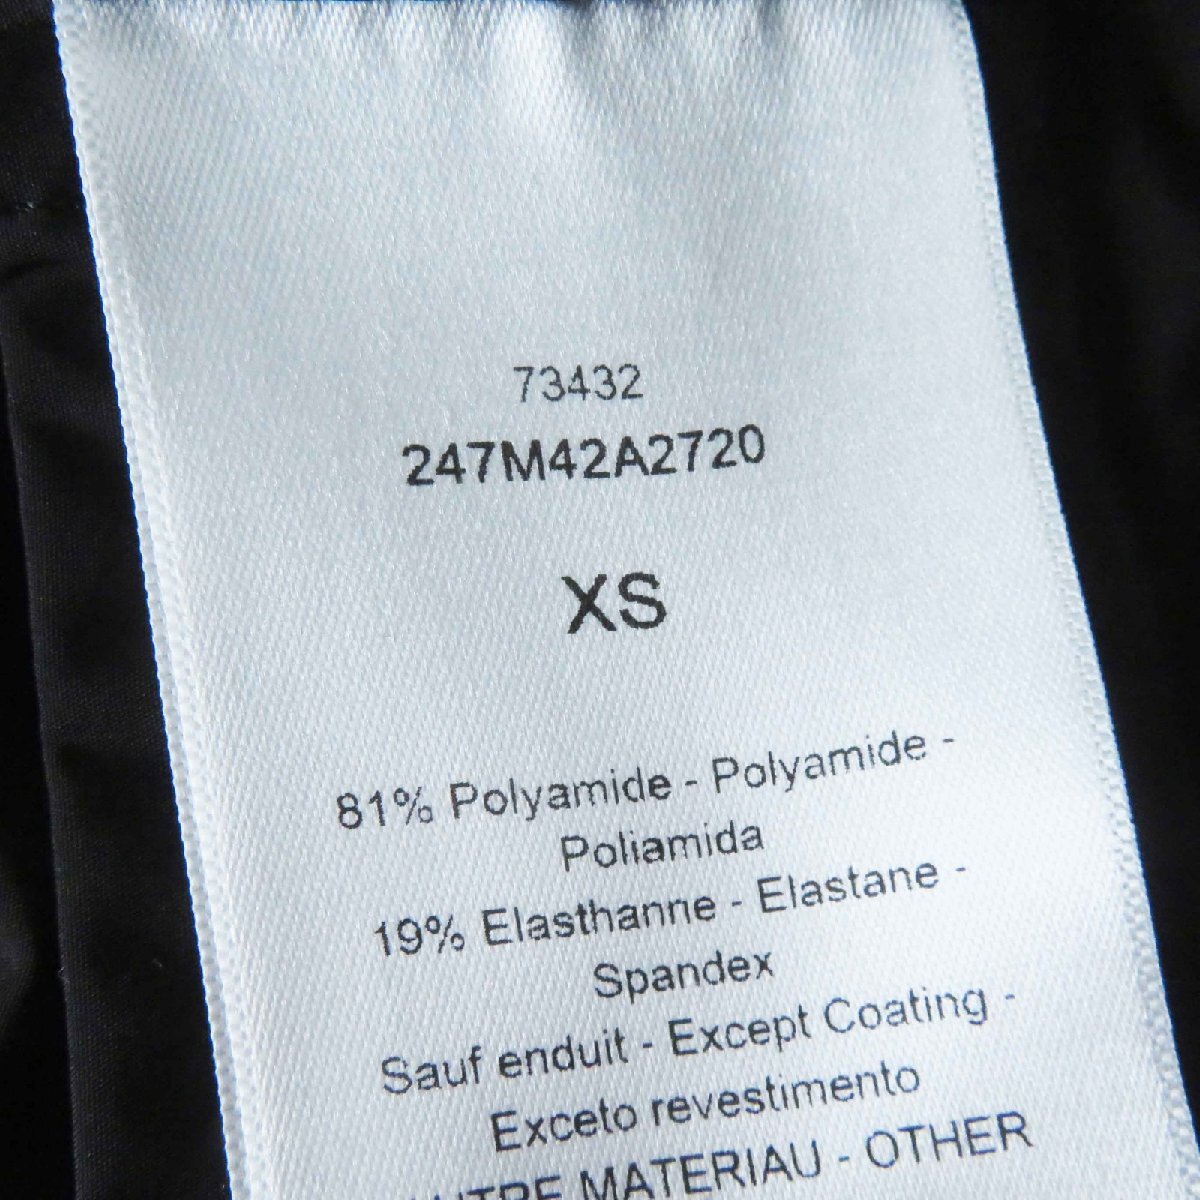 73432
247M42A2720
XS
81% Polyamide - Polyamide -
Poliamida
19% Elasthanne - Elastane -
Spandex
Sauf enduit - Except Coating -
Exceto revestimento
MATERIAU - OTHER